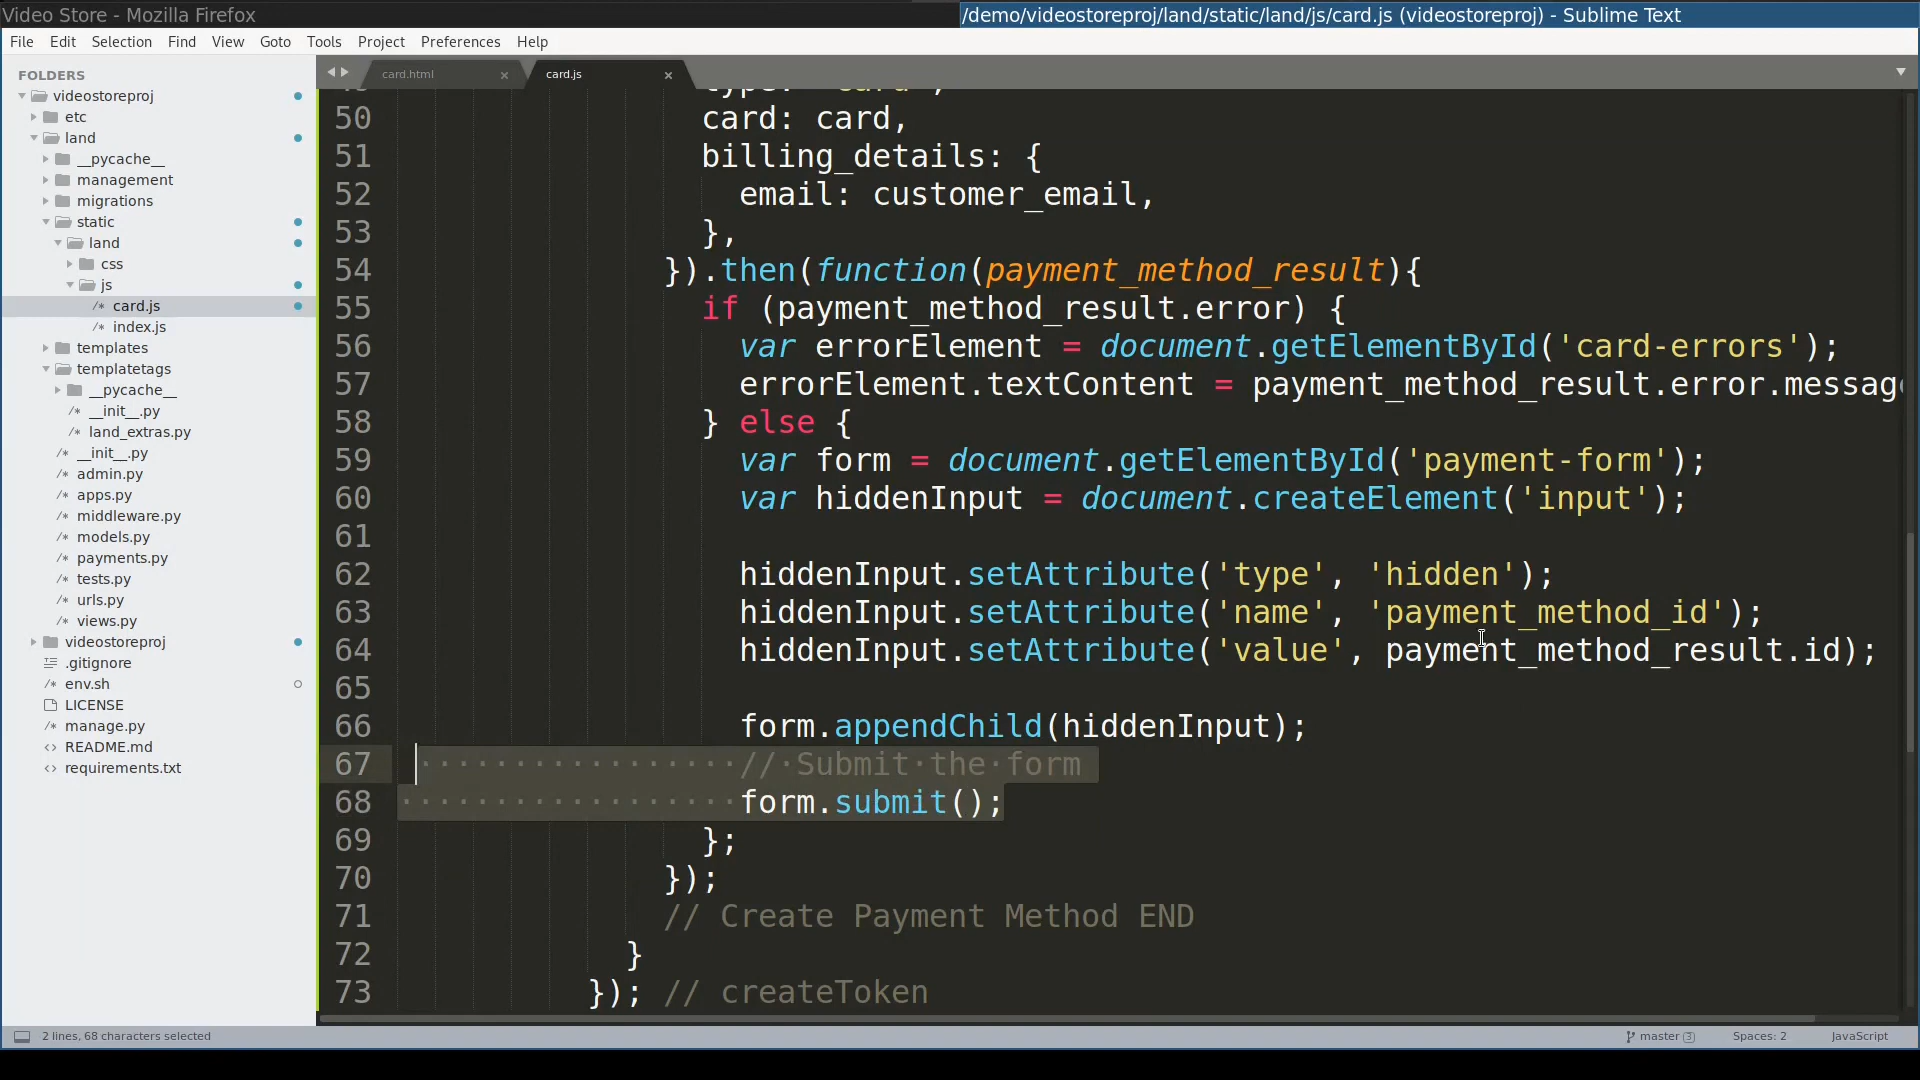 Video Store - Mozilla Firefox
/demo/videostoreproj/land/static/land/js/card.js (videostoreproj) - Sublime Text
File Edit Selection Find View Goto Tools Project Preferences Help
FOLDERS
videostoreproj
etc
land
__pycache__
management
migrations
static
land
css
js
/* card.js
/* index.js
templates
templatetags
__pycache__
/* __init__.py
/* land_extras.py
/* __init__.py
/* admin.py
/* apps.py
/* middleware.py
/* models.py
/* payments.py
/* tests.py
/* urls.py
/* views.py
videostoreproj
.gitignore
/* env.sh
LICENSE
/* manage.py
<> README.md
<> requirements.txt
card.html × card.js ×
50 card: card,
51 billing_details: {
52 email: customer_email,
53 },
54 }).then(function(payment_method_result){
55 if (payment_method_result.error) {
56 var errorElement = document.getElementById('card-errors');
57 errorElement.textContent = payment_method_result.error.message
58 } else {
59 var form = document.getElementById('payment-form');
60 var hiddenInput = document.createElement('input');
61
62 hiddenInput.setAttribute('type', 'hidden');
63 hiddenInput.setAttribute('name', 'payment_method_id');
64 hiddenInput.setAttribute('value', payment_method_result.id);
65
66 form.appendChild(hiddenInput);
67 // Submit the form
68 form.submit();
69 };
70 });
71 // Create Payment Method END
72 }
73 }); // createToken
2 lines, 68 characters selected
master 3 Spaces: 2 JavaScript